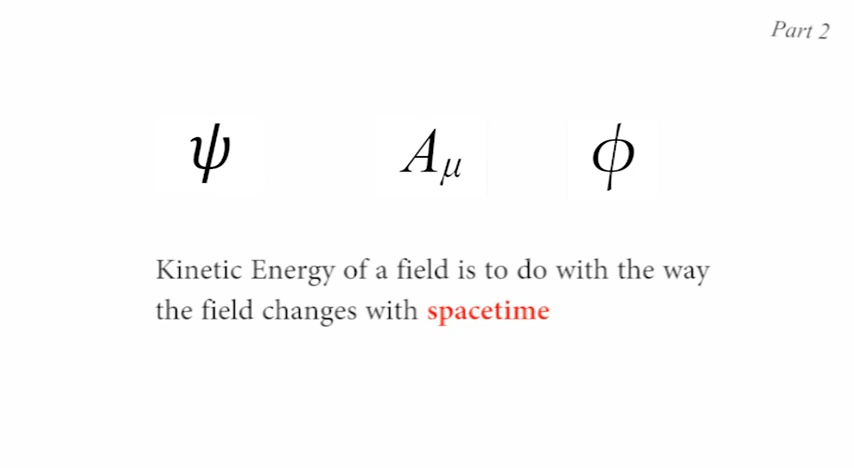 Part 2
ψ A_μ ϕ
Kinetic Energy of a field is to do with the way
the field changes with spacetime